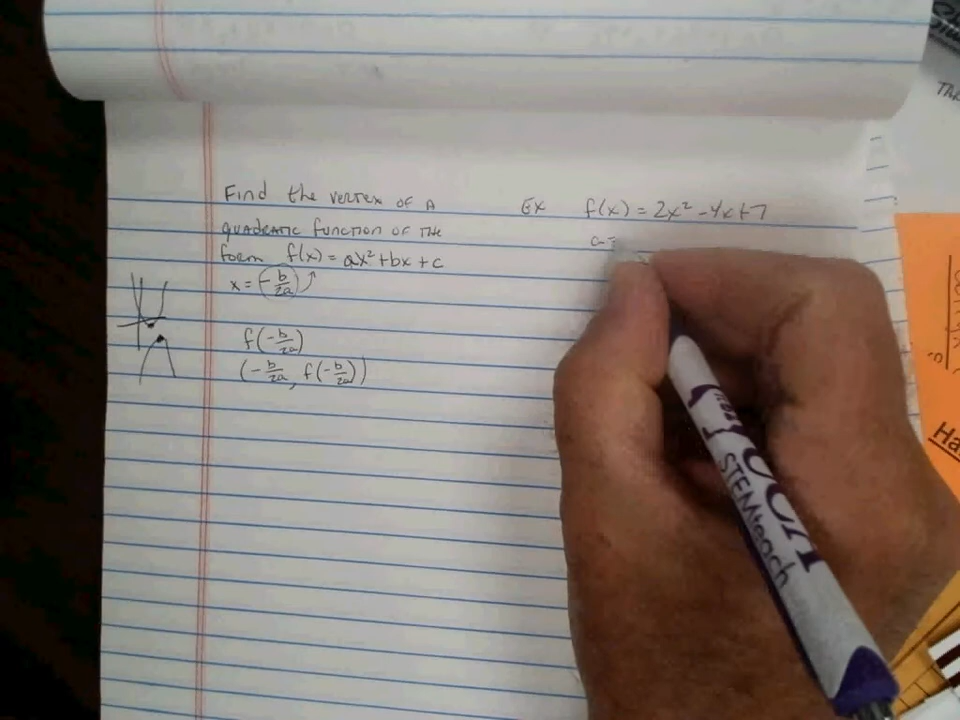 Find the vertex of a
quadratic function of the
form f(x) = ax² + bx + c
x = -b/2a
f(-b/2a)
(-b/2a, f(-b/2a))
Ex f(x) = 2x² - 4x + 7
a =
STEMteach
Ha